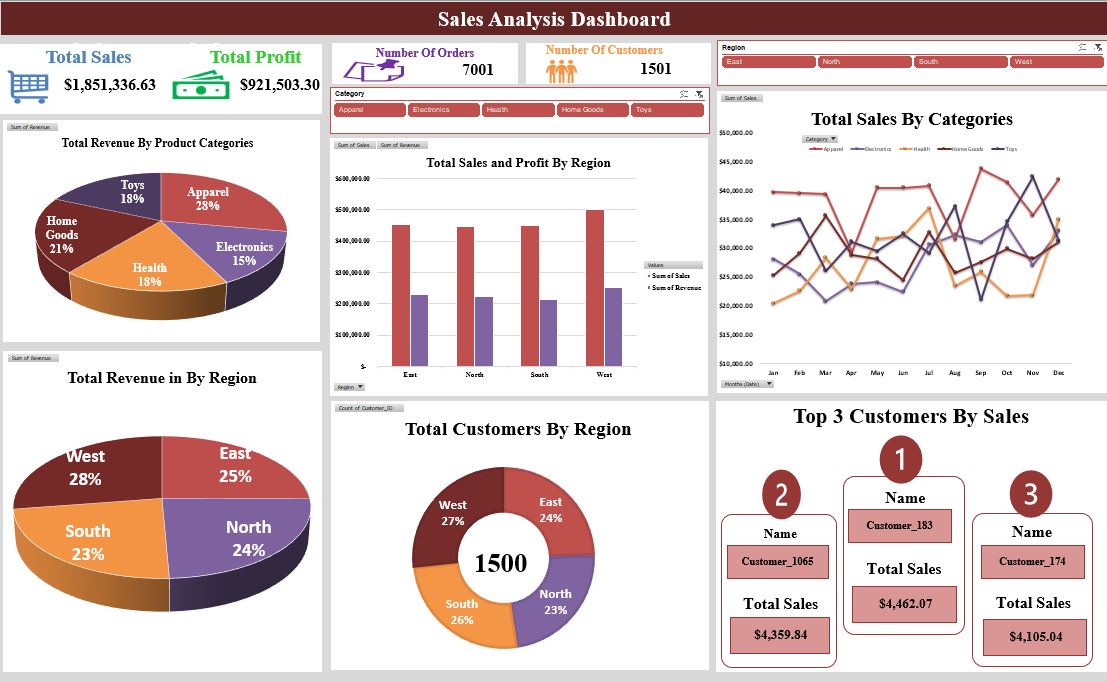 Sales Analysis Dashboard
Total Sales
$1,851,336.63
Total Profit
$921,503.30
Number Of Orders
7001
Number Of Customers
1501
Region
East
North
South
West
Category
Apparel
Electronics
Health
Home Goods
Toys
Sum of Revenue
Total Revenue By Product Categories
Toys
18%
Apparel
28%
Home
Goods
21%
Electronics
15%
Health
18%
Sum of Sales
Sum of Revenue
Total Sales and Profit By Region
$600,000.00
$500,000.00
$400,000.00
$300,000.00
$200,000.00
$100,000.00
$-
East
North
South
West
Values
Sum of Sales
Sum of Revenue
Region
Sum of Sales
Total Sales By Categories
Category
Apparel
Electronics
Health
Home Goods
Toys
$50,000.00
$45,000.00
$40,000.00
$35,000.00
$30,000.00
$25,000.00
$20,000.00
$15,000.00
$10,000.00
Jan
Feb
Mar
Apr
May
Jun
Jul
Aug
Sep
Oct
Nov
Dec
Months (Date)
Sum of Revenue
Total Revenue in By Region
West
28%
East
25%
South
23%
North
24%
Count of Customer_ID
Total Customers By Region
West
27%
East
24%
1500
South
26%
North
23%
Top 3 Customers By Sales
1
Name
Customer_183
Total Sales
$4,462.07
2
Name
Customer_1065
Total Sales
$4,359.84
3
Name
Customer_174
Total Sales
$4,105.04